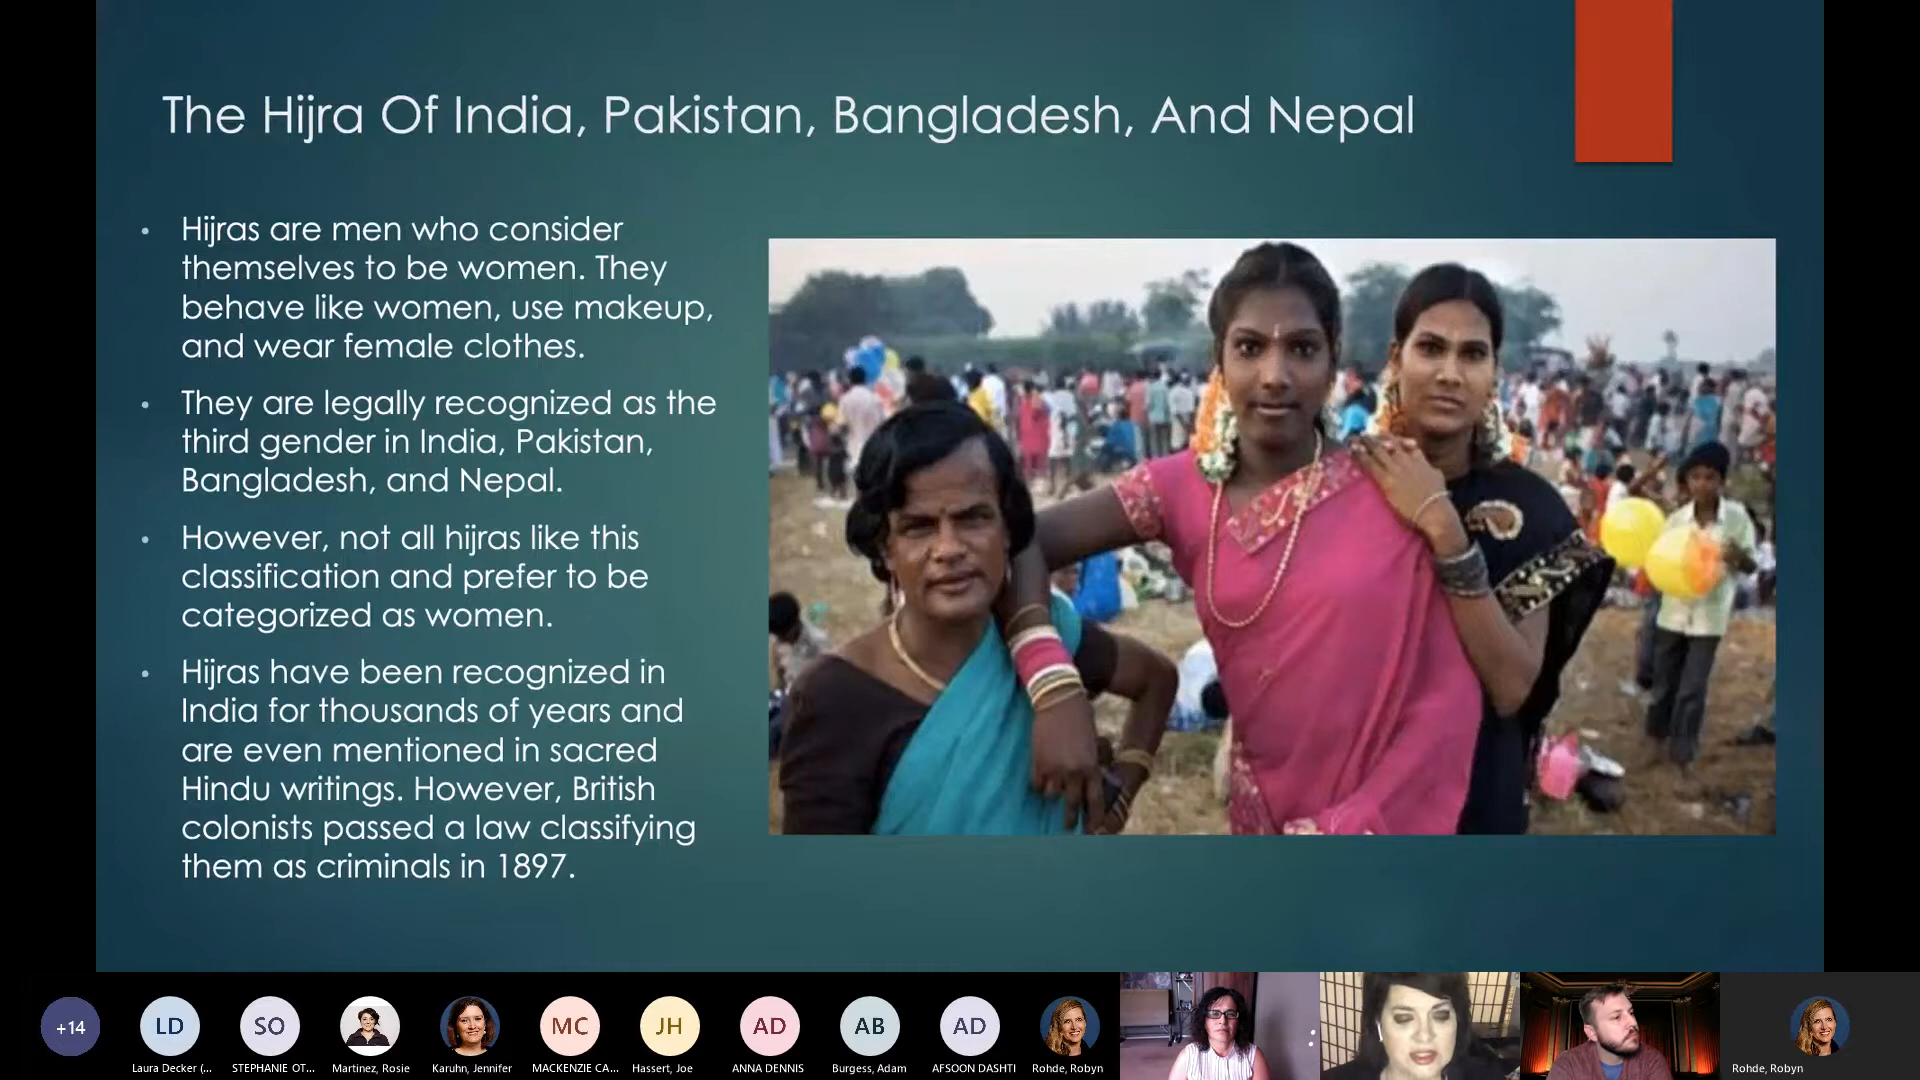 The Hijra Of India, Pakistan, Bangladesh, And Nepal
• Hijras are men who consider
themselves to be women. They
behave like women, use makeup,
and wear female clothes.
• They are legally recognized as the
third gender in India, Pakistan,
Bangladesh, and Nepal.
• However, not all hijras like this
classification and prefer to be
categorized as women.
• Hijras have been recognized in
India for thousands of years and
are even mentioned in sacred
Hindu writings. However, British
colonists passed a law classifying
them as criminals in 1897.
+14
LD
SO
MC
JH
AD
AB
AD
Laura Decker (...
STEPHANIE OT...
Martinez, Rosie
Karuhn, Jennifer
MACKENZIE CA...
Hassert, Joe
ANNA DENNIS
Burgess, Adam
AFSOON DASHTI
Rohde, Robyn
Rohde, Robyn